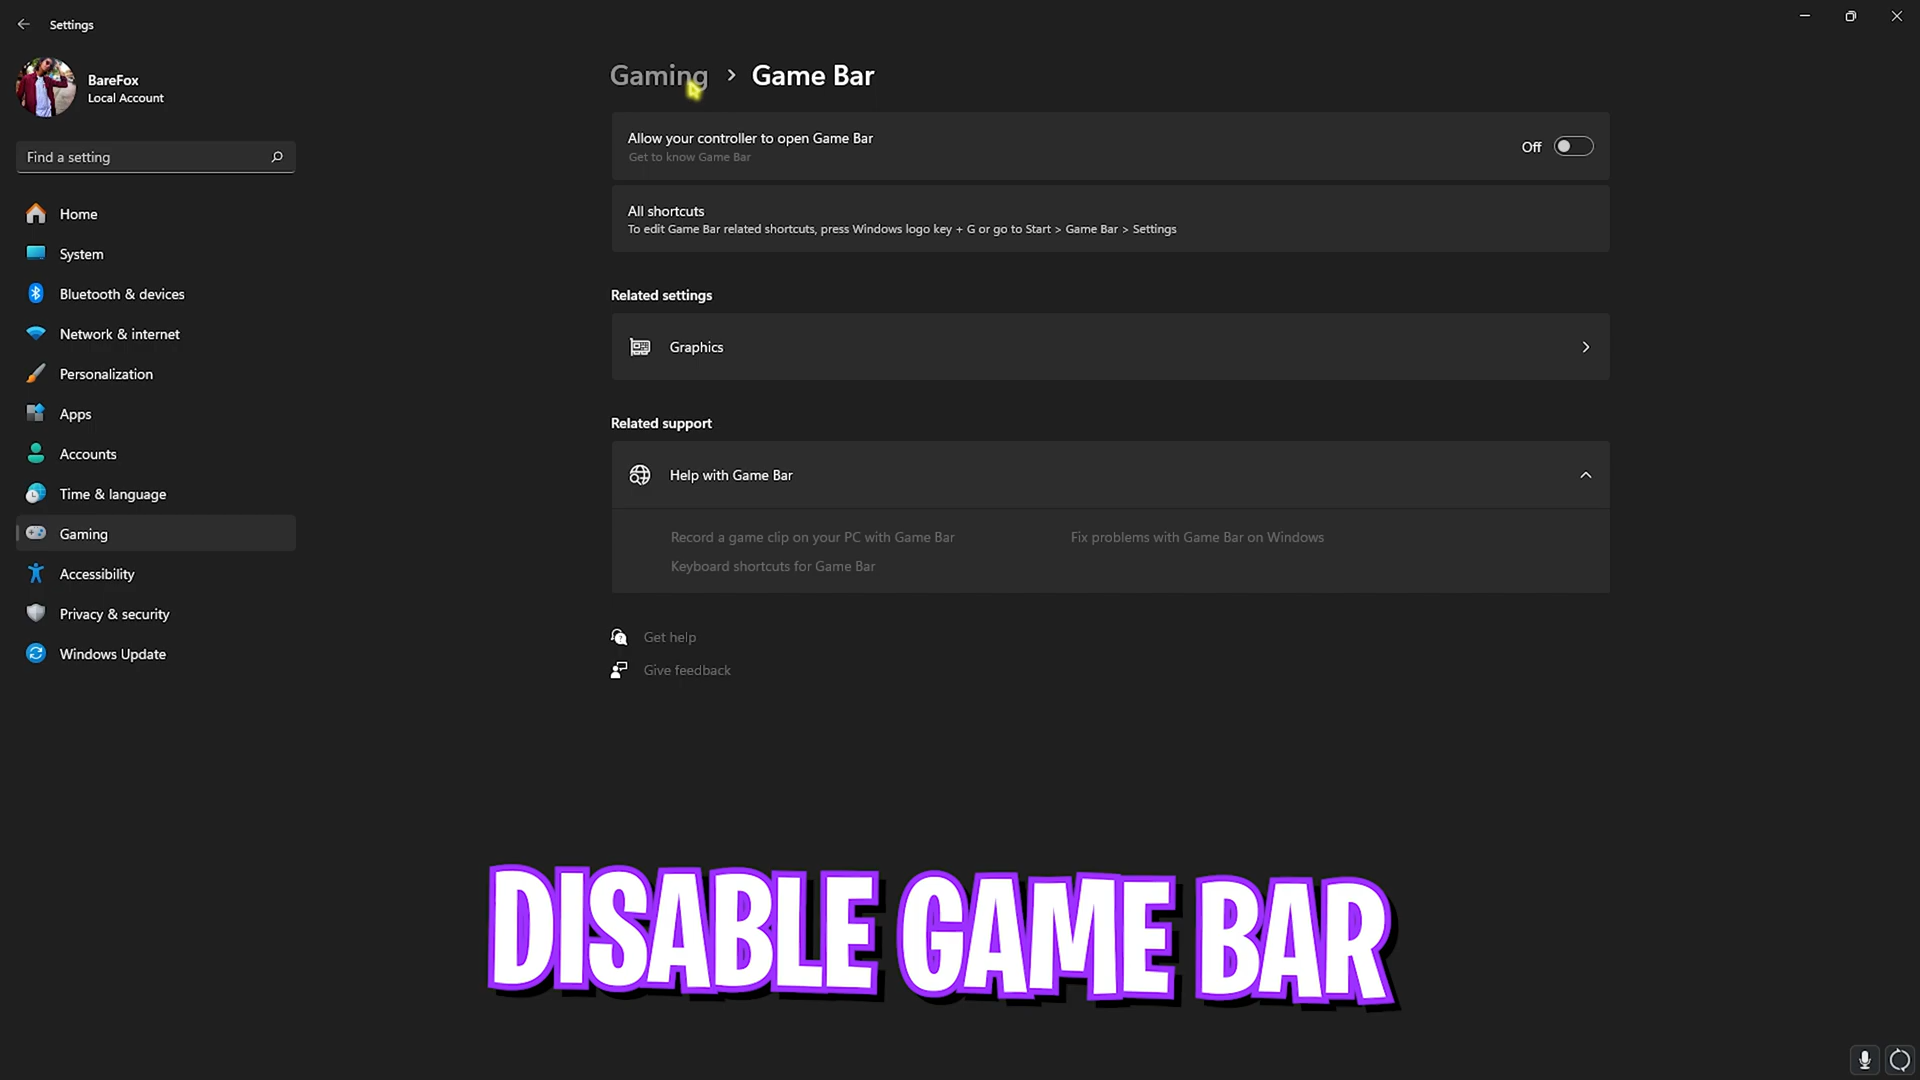 Settings
BareFox
Local Account
Find a setting
Home
System
Bluetooth & devices
Network & internet
Personalization
Apps
Accounts
Time & language
Gaming
Accessibility
Privacy & security
Windows Update
Gaming > Game Bar
Allow your controller to open Game Bar
Get to know Game Bar
Off
All shortcuts
To edit Game Bar related shortcuts, press Windows logo key + G or go to Start > Game Bar > Settings
Related settings
Graphics
Related support
Help with Game Bar
Record a game clip on your PC with Game Bar
Fix problems with Game Bar on Windows
Keyboard shortcuts for Game Bar
Get help
Give feedback
DISABLE GAME BAR